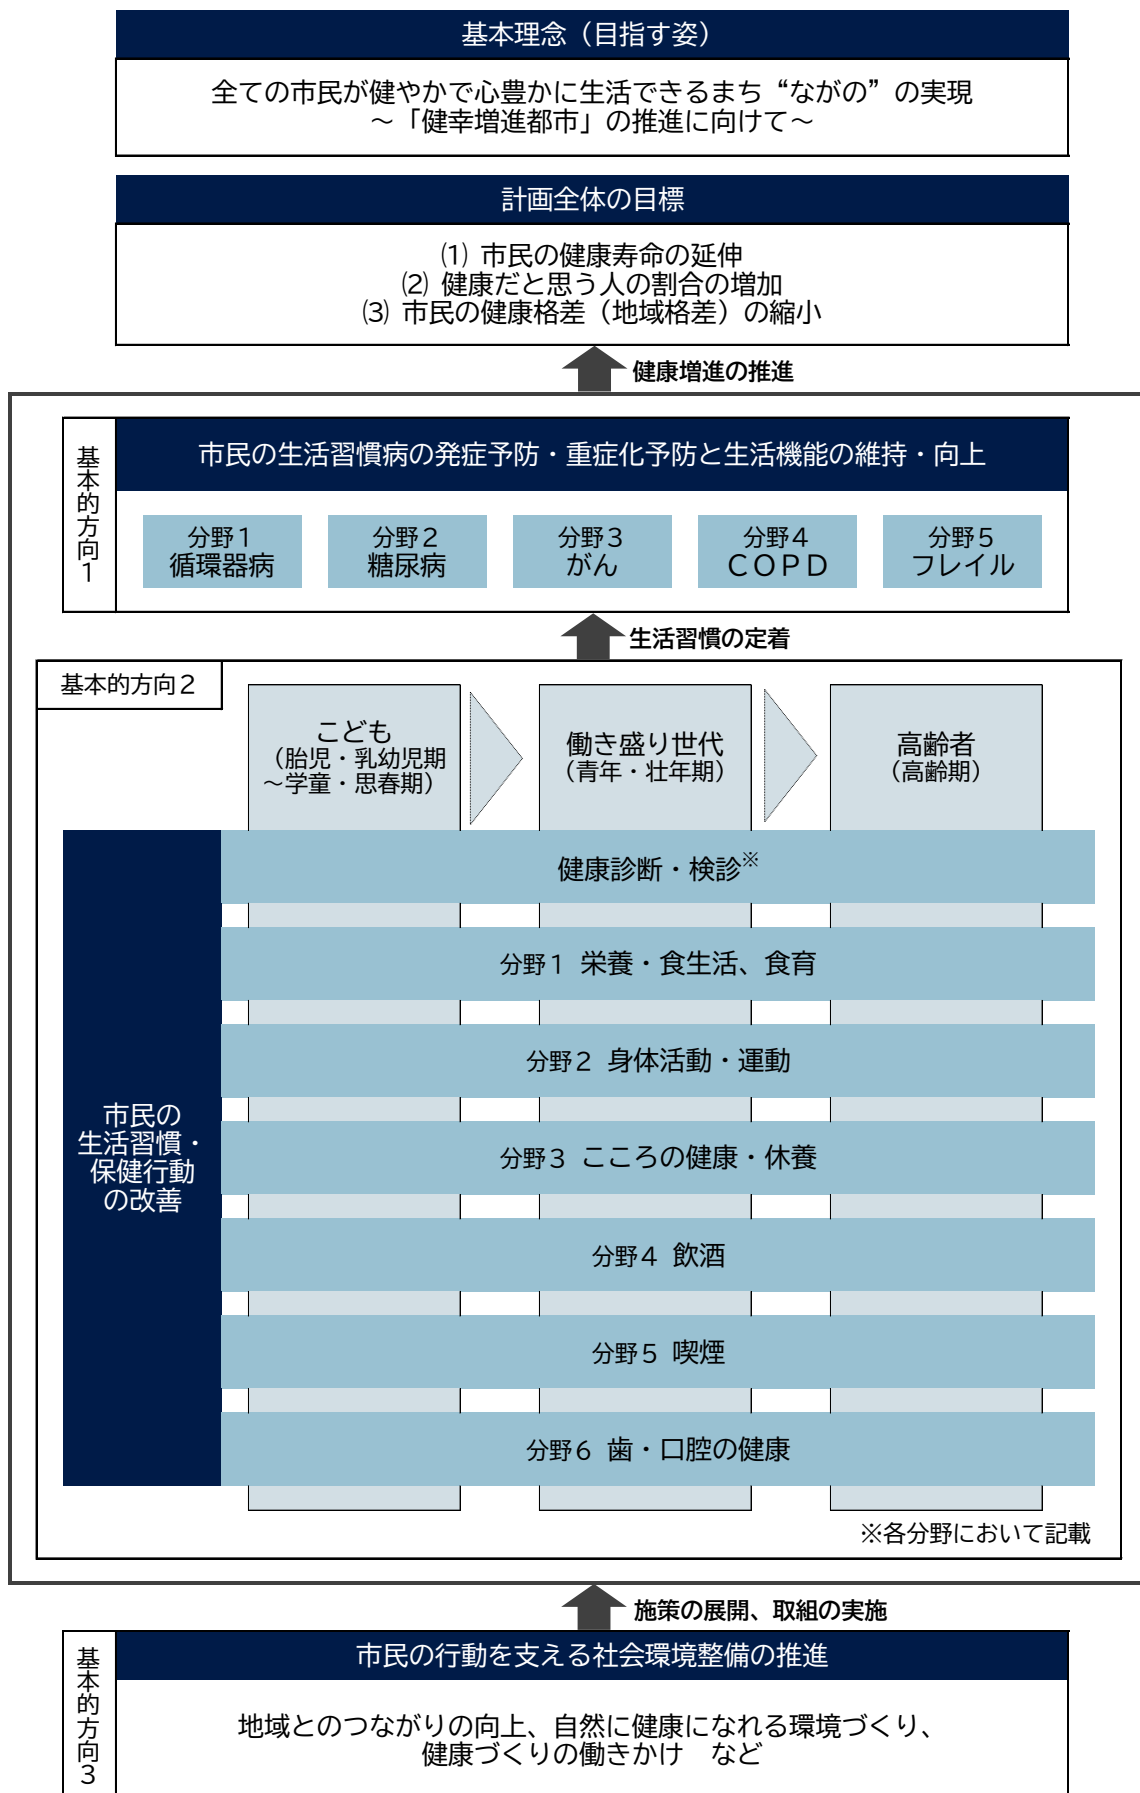 基本理念（目指す姿）
全ての市民が健やかで心豊かに生活できるまち“ながの”の実現
～「健幸増進都市」の推進に向けて～
計画全体の目標
⑴ 市民の健康寿命の延伸
⑵ 健康だと思う人の割合の増加
⑶ 市民の健康格差（地域格差）の縮小
健康増進の推進
基本的方向１
市民の生活習慣病の発症予防・重症化予防と生活機能の維持・向上
分野１
循環器病
分野２
糖尿病
分野３
がん
分野４
ＣＯＰＤ
分野５
フレイル
生活習慣の定着
基本的方向２
こども
（胎児・乳幼児期
～学童・思春期）
働き盛り世代
（青年・壮年期）
高齢者
（高齢期）
市民の
生活習慣・
保健行動
の改善
健康診断・検診※
分野１ 栄養・食生活、食育
分野２ 身体活動・運動
分野３ こころの健康・休養
分野４ 飲酒
分野５ 喫煙
分野６ 歯・口腔の健康
※各分野において記載
施策の展開、取組の実施
基本的方向３
市民の行動を支える社会環境整備の推進
地域とのつながりの向上、自然に健康になれる環境づくり、
健康づくりの働きかけ　など